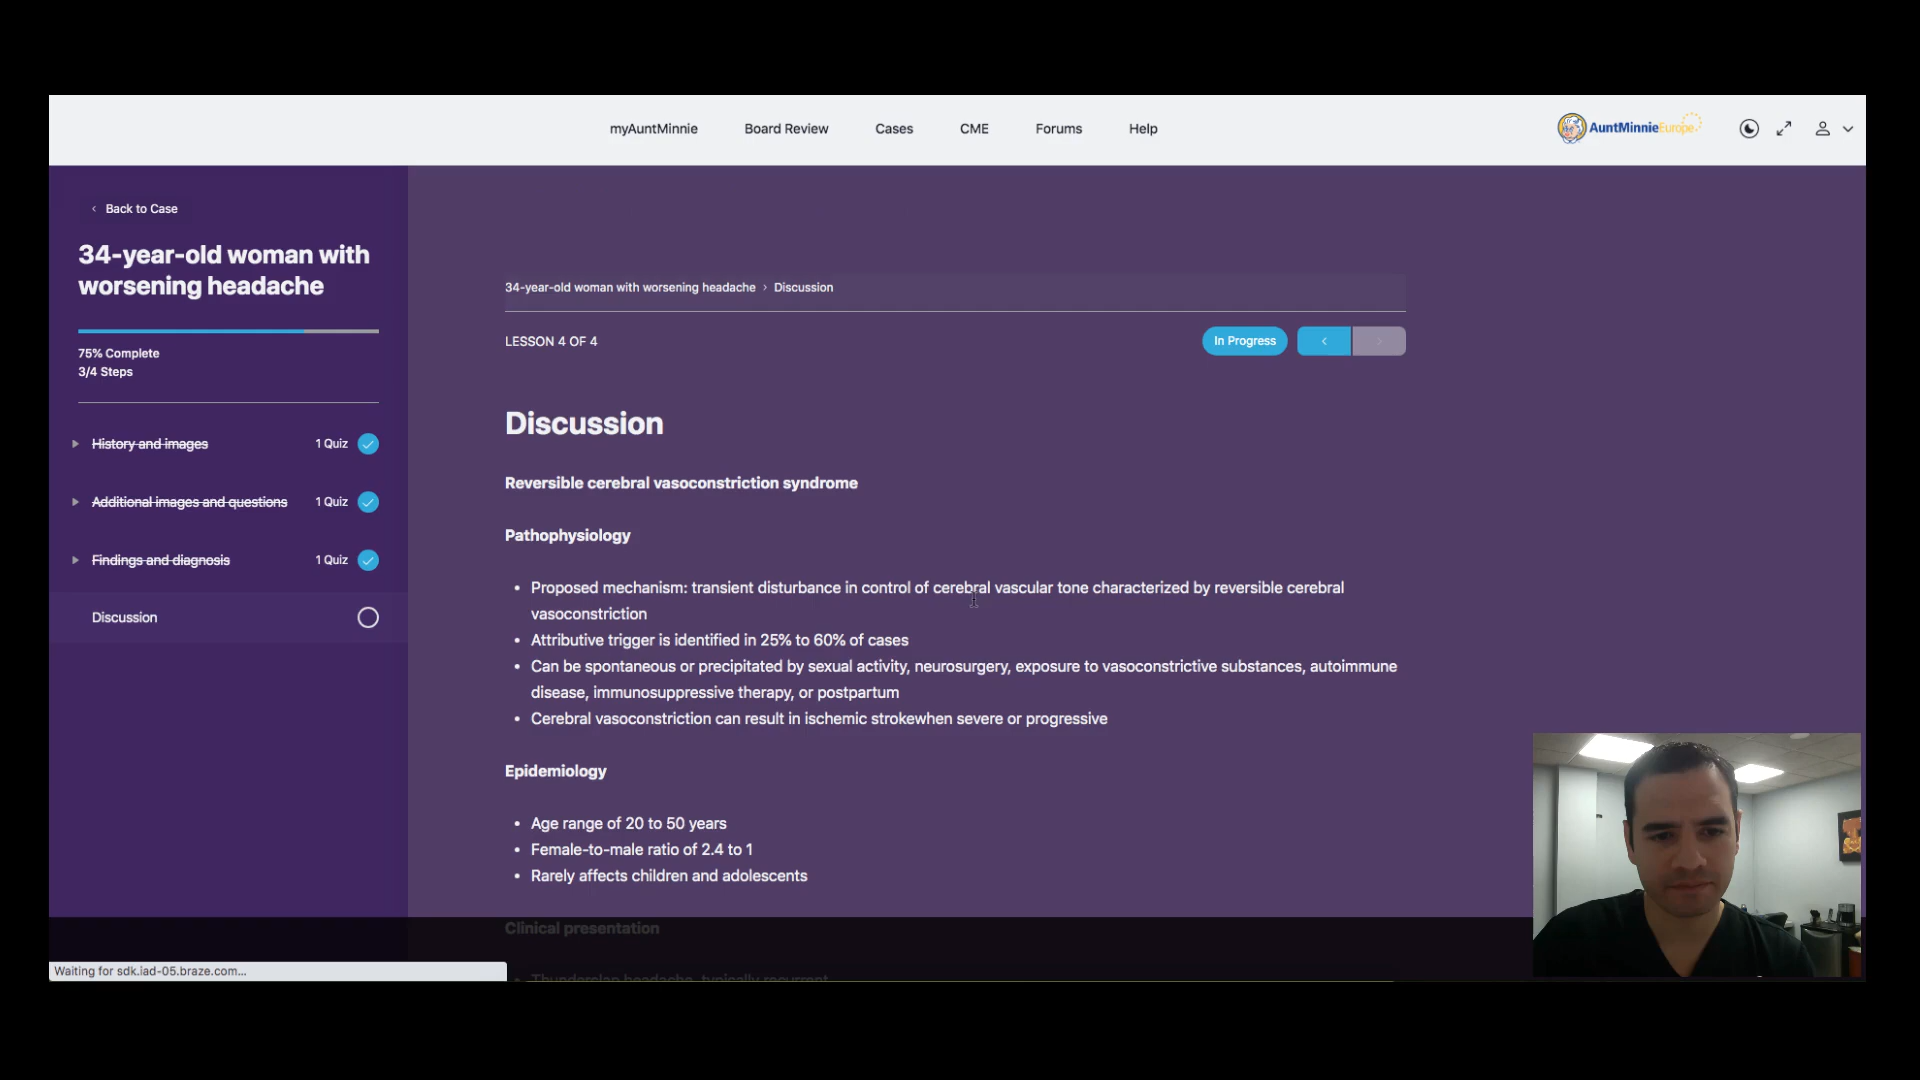 myAuntMinnie Board Review Cases CME Forums Help AuntMinnieEurope
‹ Back to Case
34-year-old woman with
worsening headache
75% Complete
3/4 Steps
History and images 1 Quiz
Additional images and questions 1 Quiz
Findings and diagnosis 1 Quiz
Discussion
34-year-old woman with worsening headache › Discussion
LESSON 4 OF 4 In Progress
Discussion
Reversible cerebral vasoconstriction syndrome
Pathophysiology
• Proposed mechanism: transient disturbance in control of cerebral vascular tone characterized by reversible cerebral
vasoconstriction
• Attributive trigger is identified in 25% to 60% of cases
• Can be spontaneous or precipitated by sexual activity, neurosurgery, exposure to vasoconstrictive substances, autoimmune
disease, immunosuppressive therapy, or postpartum
• Cerebral vasoconstriction can result in ischemic strokewhen severe or progressive
Epidemiology
• Age range of 20 to 50 years
• Female-to-male ratio of 2.4 to 1
• Rarely affects children and adolescents
Clinical presentation
• Thunderclap headache, typically recurrent
Waiting for sdk.iad-05.braze.com...